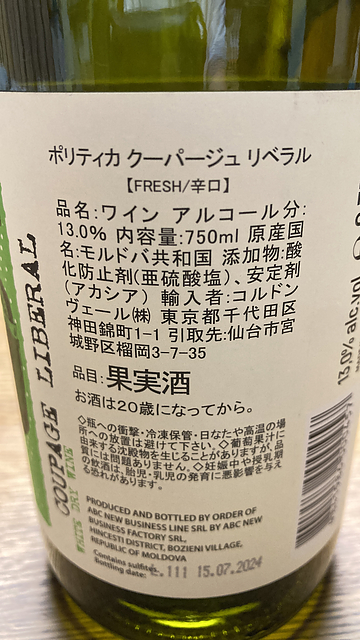 ポリティカ クーパージュ リベラル
【FRESH/辛口】
品名:ワイン アルコール分:
13.0% 内容量:750ml 原産国
名:モルドバ共和国 添加物:酸
化防止剤(亜硫酸塩)、安定剤
(アカシア) 輸入者:コルドン
ヴェール㈱ 東京都千代田区
神田錦町1-1 引取先:仙台市宮
城野区榴岡3-7-35
品目:果実酒
お酒は20歳になってから。
◇瓶への衝撃・冷凍保管・日なたや高温の場
所への放置は避けて下さい。◇葡萄果汁に
由来する沈殿物を生じることがありますが、品
質には問題ありません。◇妊娠中や授乳期
の飲酒は、胎児・乳児の発育に悪影響を与え
る恐れがあります。
PRODUCED AND BOTTLED BY ORDER OF
ABC NEW BUSINESS LINE SRL BY ABC NEW
BUSINESS FACTORY SRL,
HINCESTI DISTRICT, BOZIENI VILLAGE,
REPUBLIC OF MOLDOVA
Contains sulfites.
Bottling date: L.111 15.07.2024
COUPAGE LIBERAL
WHITE DRY WINE
13.0% alc.vol